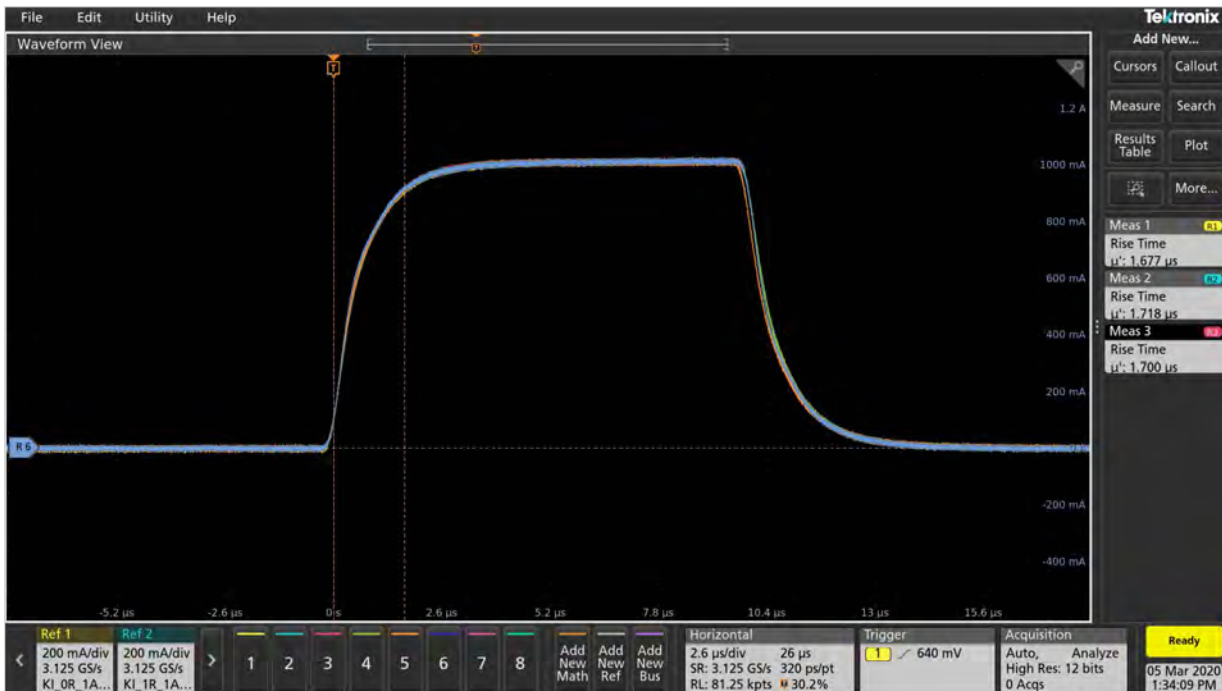 File Edit Utility Help
Tektronix
Waveform View
Add New...
T
Cursors Callout
Measure Search
Results Table Plot
More...
1.2 A
1000 mA
800 mA
600 mA
400 mA
200 mA
-200 mA
-400 mA
R 6
Meas 1 R1
Rise Time
µ': 1.677 µs
Meas 2 R2
Rise Time
µ': 1.718 µs
Meas 3 R3
Rise Time
µ': 1.700 µs
-5.2 µs -2.6 µs 0 s 2.6 µs 5.2 µs 7.8 µs 10.4 µs 13 µs 15.6 µs
Ref 1
200 mA/div
3.125 GS/s
KI_0R_1A...
Ref 2
200 mA/div
3.125 GS/s
KI_1R_1A...
1 2 3 4 5 6 7 8
Add New Math
Add New Ref
Add New Bus
Horizontal
2.6 µs/div 26 µs
SR: 3.125 GS/s 320 ps/pt
RL: 81.25 kpts 30.2%
Trigger
1 640 mV
Acquisition
Auto, Analyze
High Res: 12 bits
0 Acqs
Ready
05 Mar 2020
1:34:09 PM